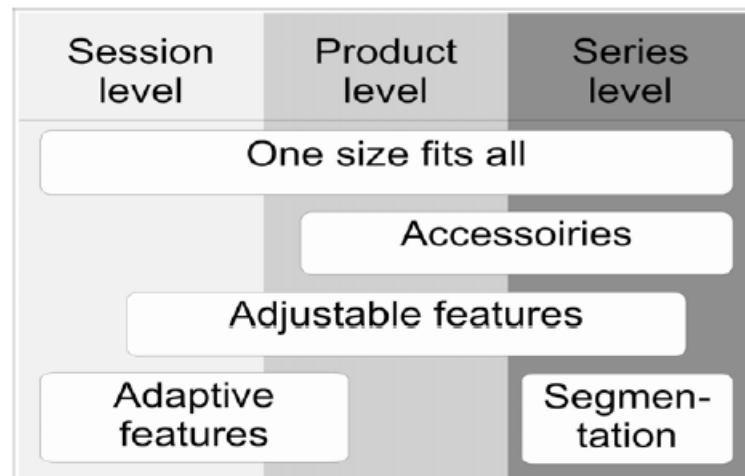 Session Product Series
level level level
One size fits all
Accessoiries
Adjustable features
Adaptive Segmen-
features tation